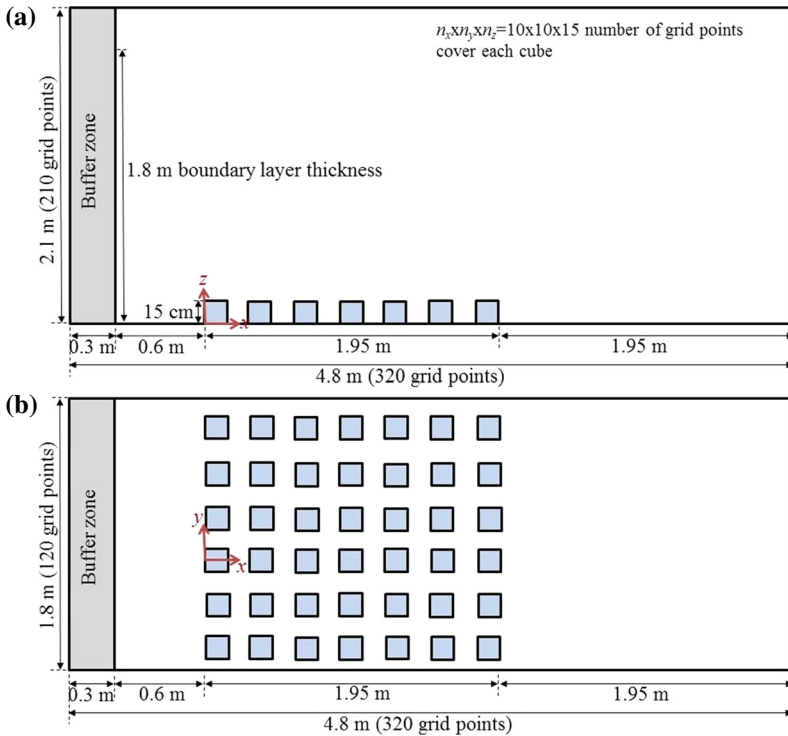 (a)
nₓxnᵧxn_z=10x10x15 number of grid points
cover each cube
2.1 m (210 grid points)
Buffer zone
1.8 m boundary layer thickness
15 cm
z
x
0.3 m
0.6 m
1.95 m
1.95 m
4.8 m (320 grid points)
(b)
1.8 m (120 grid points)
Buffer zone
y
x
0.3 m
0.6 m
1.95 m
1.95 m
4.8 m (320 grid points)